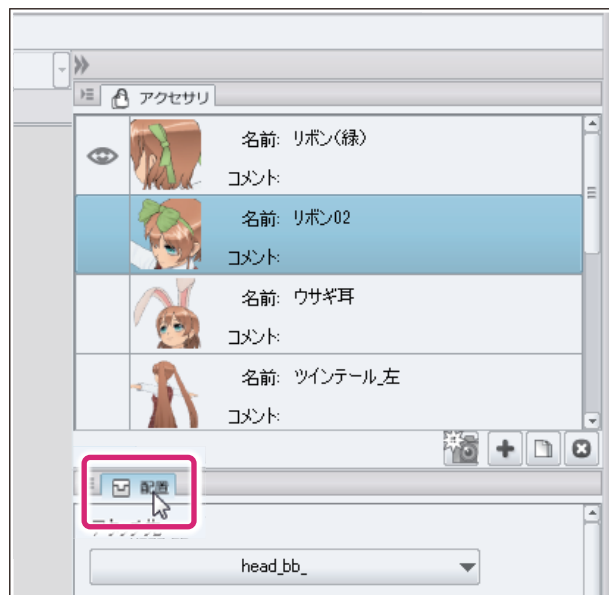 アクセサリ
名前: リボン(緑)
コメント:
名前: リボン02
コメント:
名前: ウサギ耳
コメント:
名前: ツインテール_左
コメント:
配置
head_bb_